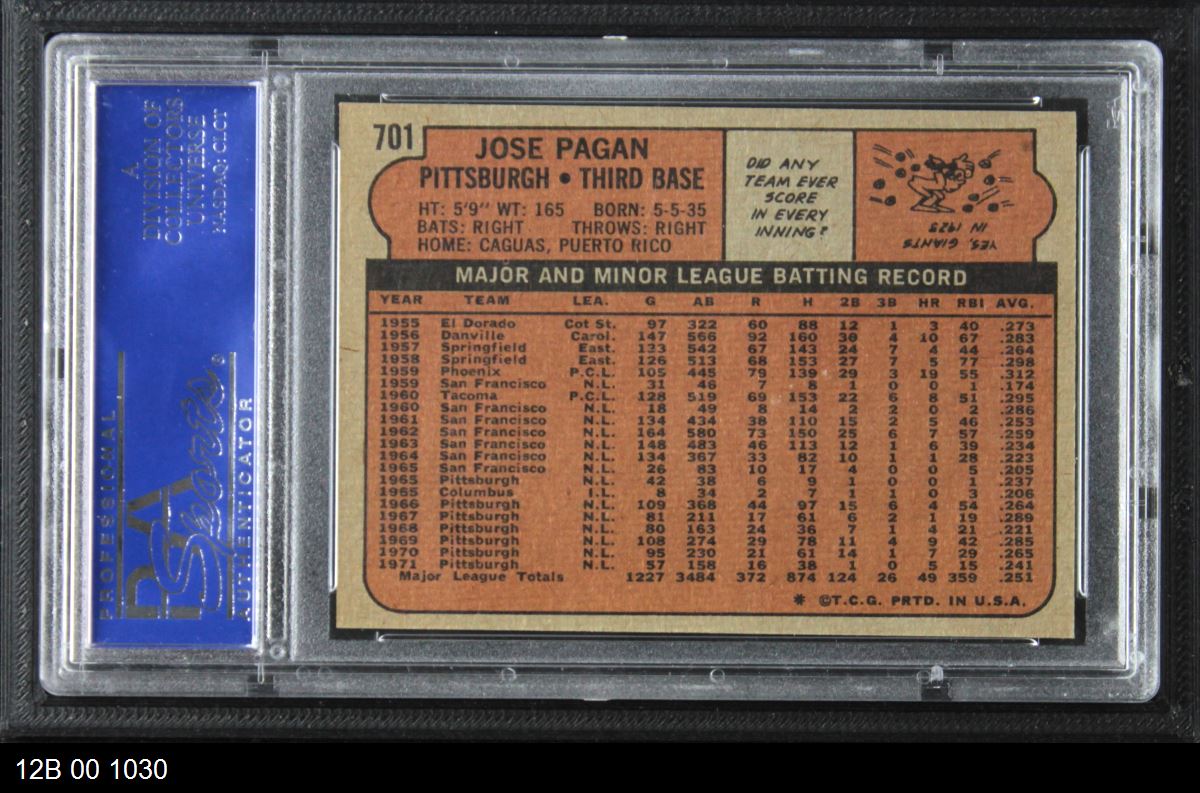 A
DIVISION OF
COLLECTORS
UNIVERSE
NASDAQ: CLCT
PROFESSIONAL
PSA
Sports®
AUTHENTICATOR
701
JOSE PAGAN
PITTSBURGH • THIRD BASE
HT: 5'9" WT: 165 BORN: 5-5-35
BATS: RIGHT THROWS: RIGHT
HOME: CAGUAS, PUERTO RICO
DID ANY
TEAM EVER
SCORE
IN EVERY
INNING?
YES, GIANTS
IN 1923
MAJOR AND MINOR LEAGUE BATTING RECORD
YEAR TEAM LEA. G AB R H 2B 3B HR RBI AVG.
1955 El Dorado Cot St. 97 322 60 88 12 1 3 40 .273
1956 Danville Carol. 147 566 92 160 30 4 10 67 .283
1957 Springfield East. 123 542 67 143 24 7 4 44 .264
1958 Springfield East. 126 513 68 153 27 7 5 77 .298
1959 Phoenix P.C.L. 105 445 79 139 29 3 19 55 .312
1959 San Francisco N.L. 31 46 7 8 1 0 0 1 .174
1960 Tacoma P.C.L. 128 519 69 153 22 6 8 51 .295
1960 San Francisco N.L. 18 49 8 14 2 2 0 2 .286
1961 San Francisco N.L. 134 434 38 110 15 2 5 46 .253
1962 San Francisco N.L. 164 580 73 150 25 6 7 57 .259
1963 San Francisco N.L. 148 483 46 113 12 1 6 39 .234
1964 San Francisco N.L. 134 367 33 82 10 1 1 28 .223
1965 San Francisco N.L. 26 83 10 17 4 0 0 5 .205
1965 Pittsburgh N.L. 42 38 6 9 1 0 0 1 .237
1965 Columbus I.L. 8 34 2 7 1 1 0 3 .206
1966 Pittsburgh N.L. 109 368 44 97 15 6 4 54 .264
1967 Pittsburgh N.L. 81 211 17 61 6 2 1 19 .289
1968 Pittsburgh N.L. 80 163 24 36 7 1 4 21 .221
1969 Pittsburgh N.L. 108 274 29 78 11 4 9 42 .285
1970 Pittsburgh N.L. 95 230 21 61 14 1 7 29 .265
1971 Pittsburgh N.L. 57 158 16 38 1 0 5 15 .241
Major League Totals 1227 3484 372 874 124 26 49 359 .251
* ©T.C.G. PRTD. IN U.S.A.
12B 00 1030